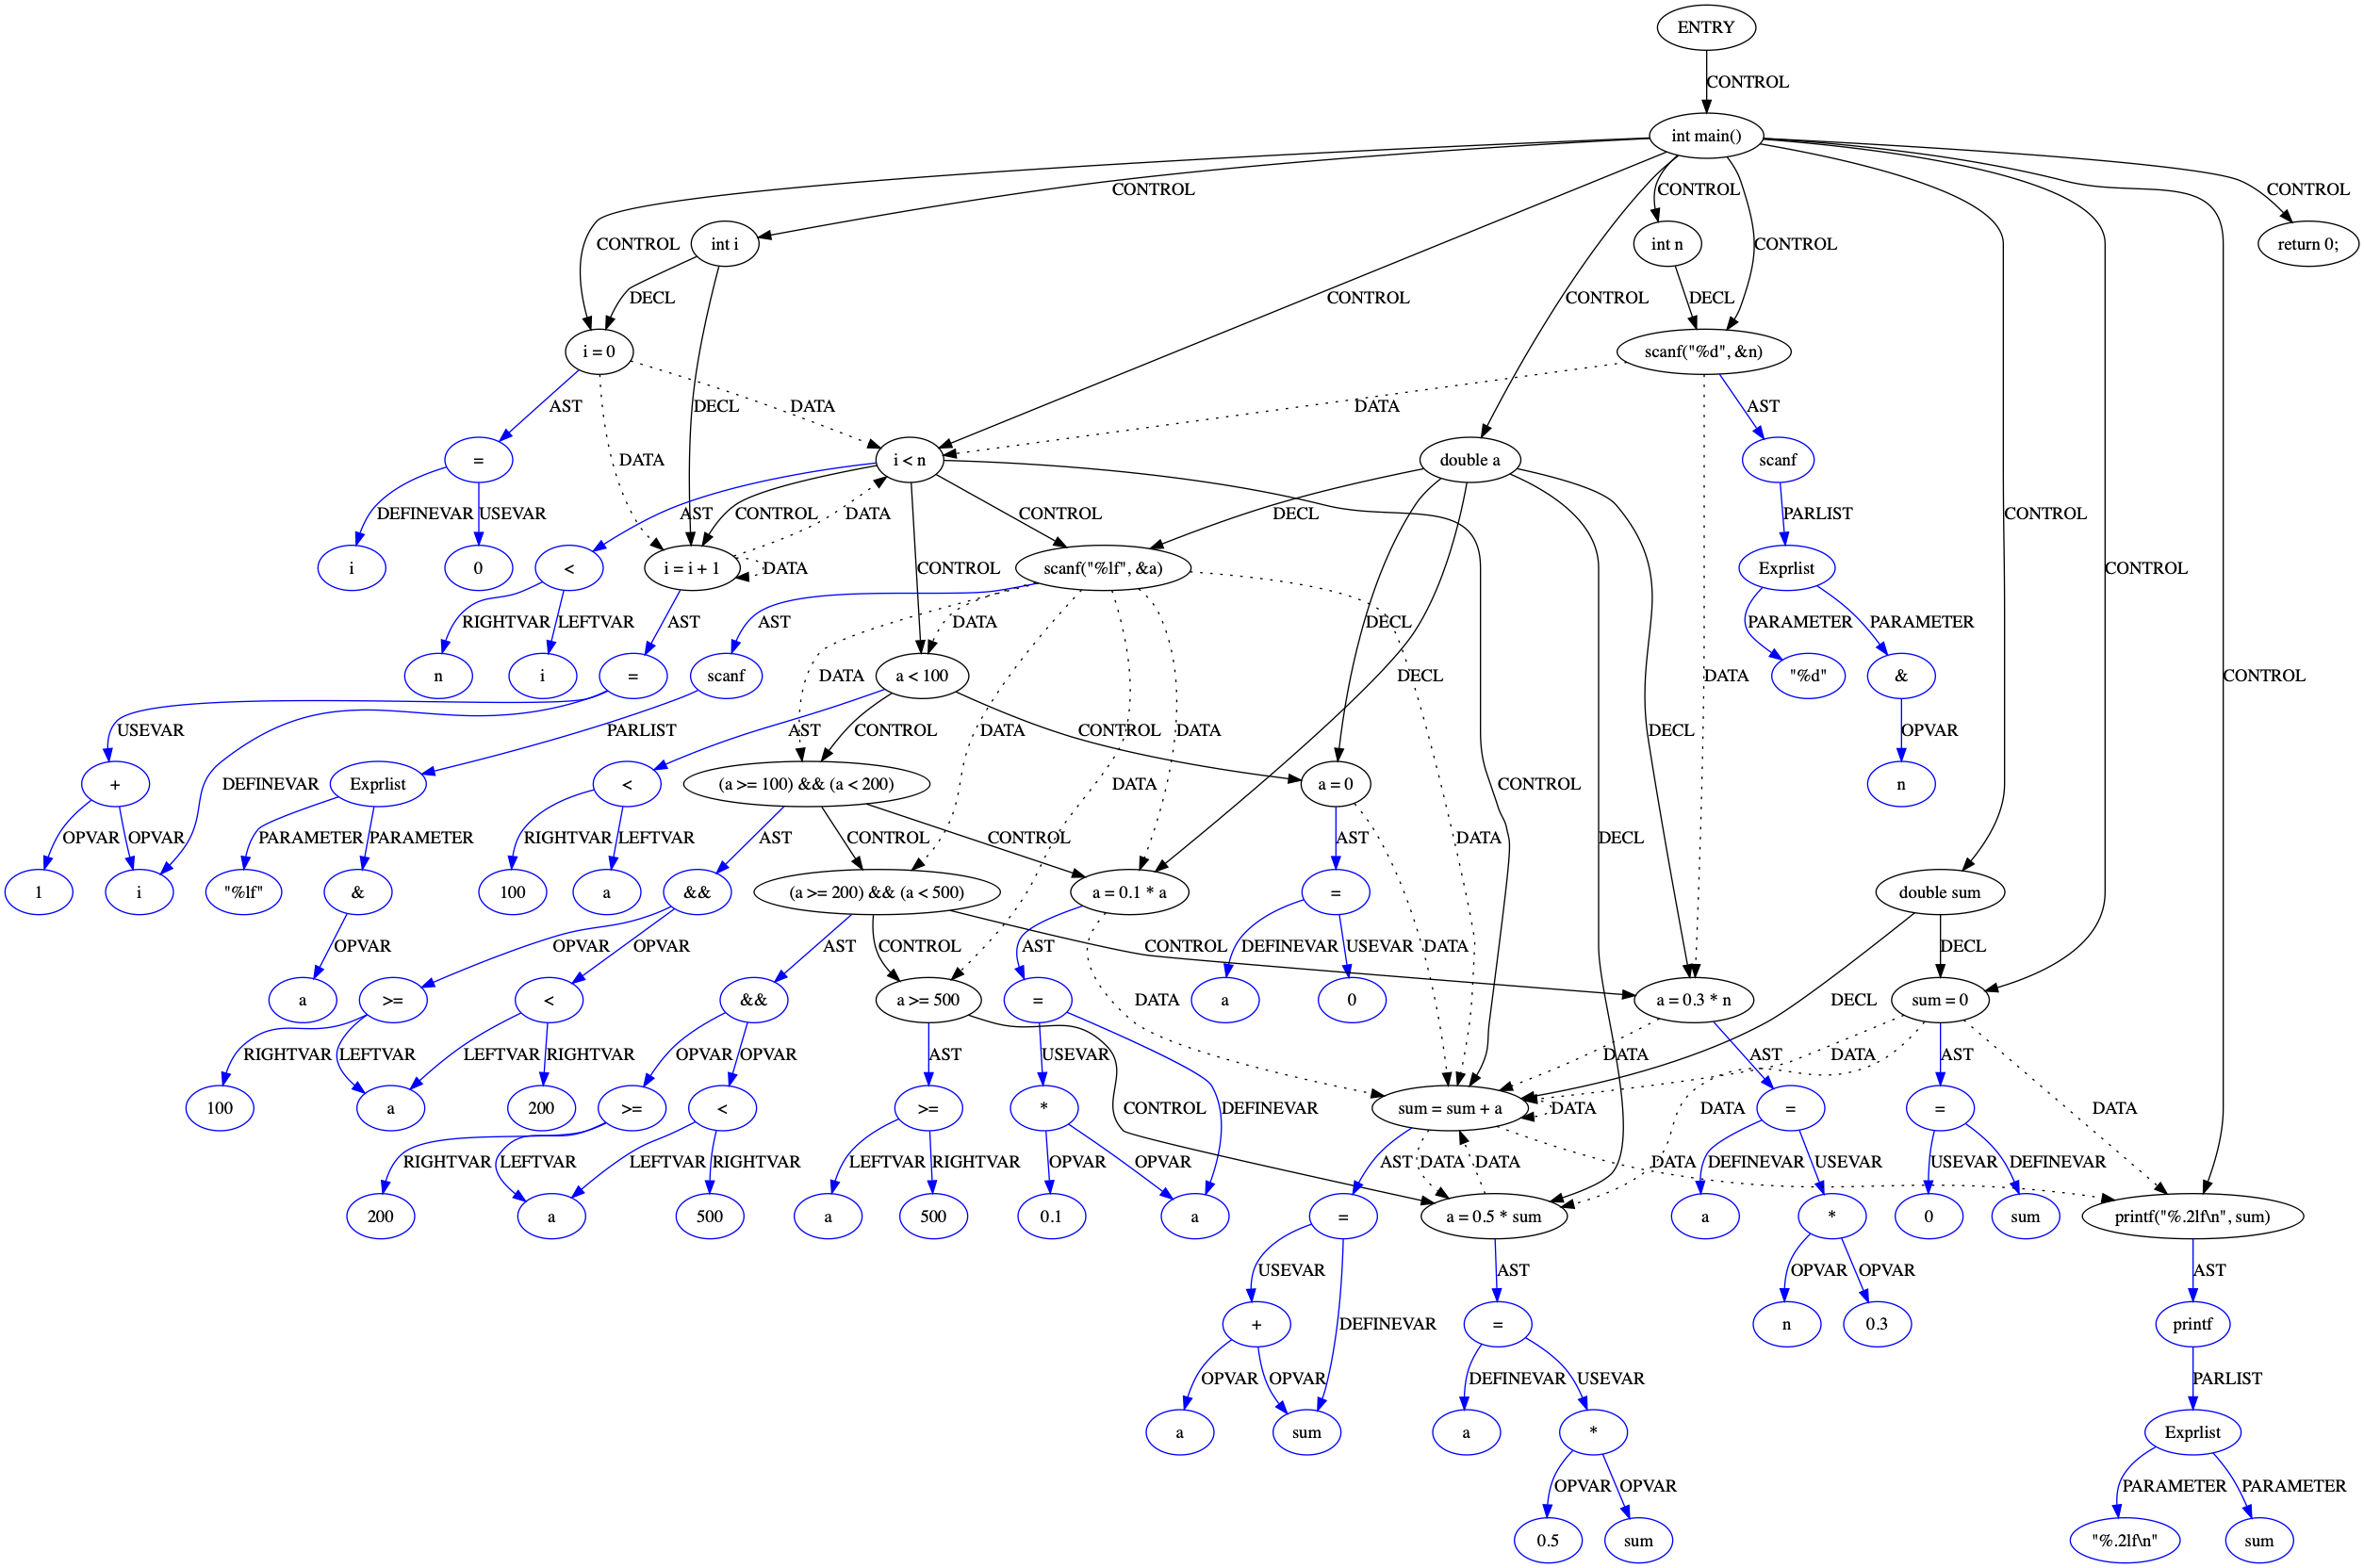 ENTRY
CONTROL
int main()
CONTROL
CONTROL
CONTROL
int i
int n
return 0;
CONTROL
CONTROL
DECL
CONTROL
CONTROL
DECL
i = 0
scanf("%d", &n)
AST
DATA
DECL
DATA
AST
=
i < n
double a
scanf
DEFINEVAR
USEVAR
DATA
AST
CONTROL
DATA
CONTROL
DECL
PARLIST
CONTROL
CONTROL
i
0
<
i = i + 1
DATA
CONTROL
scanf("%lf", &a)
Exprlist
RIGHTVAR
LEFTVAR
AST
AST
DATA
DECL
PARAMETER
PARAMETER
n
i
=
scanf
a < 100
"%d"
&
CONTROL
DATA
DECL
USEVAR
DEFINEVAR
PARLIST
AST
DATA
CONTROL
DATA
CONTROL
DATA
DECL
OPVAR
+
Exprlist
<
(a >= 100) && (a < 200)
DATA
a = 0
CONTROL
n
OPVAR
OPVAR
PARAMETER
PARAMETER
RIGHTVAR
LEFTVAR
AST
CONTROL
CONTROL
AST
DATA
DECL
1
i
"%lf"
&
100
a
&&
(a >= 200) && (a < 500)
a = 0.1 * a
=
double sum
OPVAR
OPVAR
OPVAR
AST
CONTROL
AST
CONTROL
DEFINEVAR
USEVAR
DATA
DECL
a
>=
<
&&
a >= 500
=
a
0
a = 0.3 * n
sum = 0
RIGHTVAR
LEFTVAR
LEFTVAR
RIGHTVAR
OPVAR
OPVAR
AST
USEVAR
DATA
DATA
AST
DECL
DATA
AST
100
a
200
>=
<
>=
*
DEFINEVAR
CONTROL
sum = sum + a
DATA
DATA
=
=
DATA
RIGHTVAR
LEFTVAR
LEFTVAR
RIGHTVAR
LEFTVAR
RIGHTVAR
OPVAR
OPVAR
AST
DATA
DATA
DATA
DEFINEVAR
USEVAR
USEVAR
DEFINEVAR
200
a
500
a
500
0.1
a
=
a = 0.5 * sum
a
*
0
sum
printf("%.2lf\n", sum)
USEVAR
DEFINEVAR
AST
OPVAR
OPVAR
AST
+
=
n
0.3
printf
OPVAR
OPVAR
DEFINEVAR
USEVAR
PARLIST
a
sum
a
*
Exprlist
OPVAR
OPVAR
PARAMETER
PARAMETER
0.5
sum
"%.2lf\n"
sum